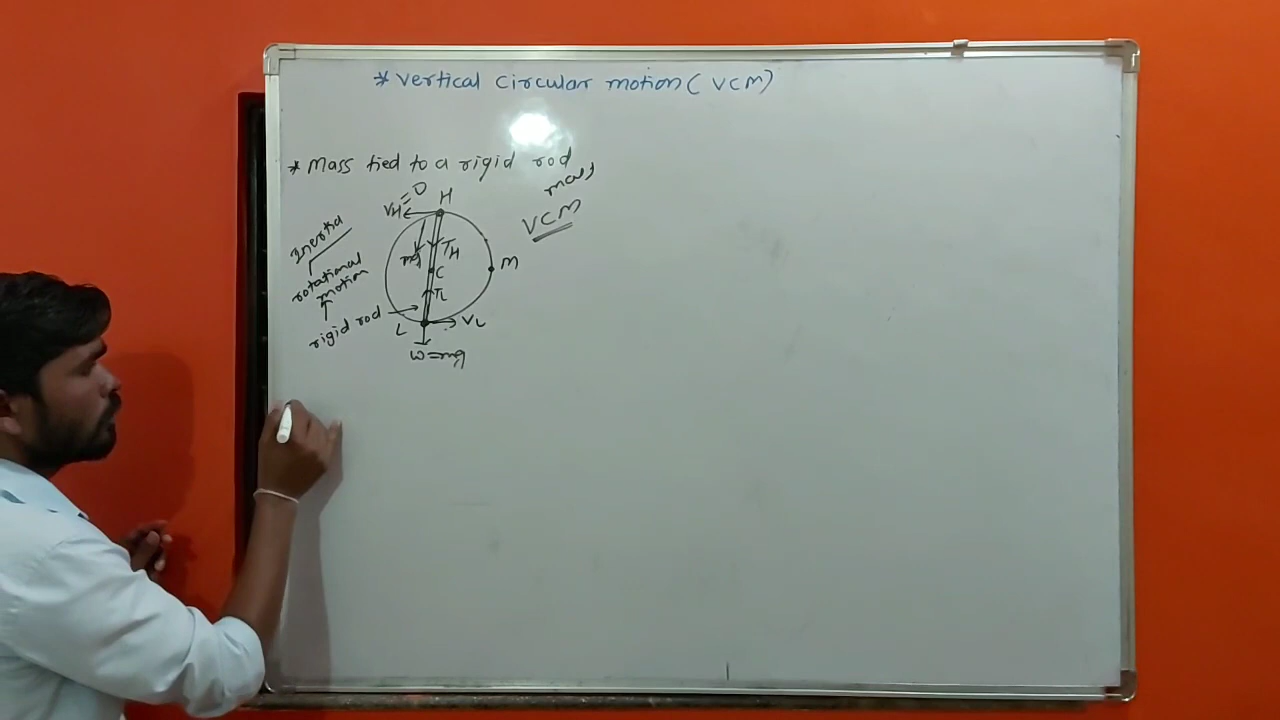 * Vertical Circular motion (VCM)
* Mass tied to a rigid rod
mass
VCM
= 0
VH
H
Inertia
rotational
motion
rigid rod
mg
TH
C
M
TL
L
VL
W=mg